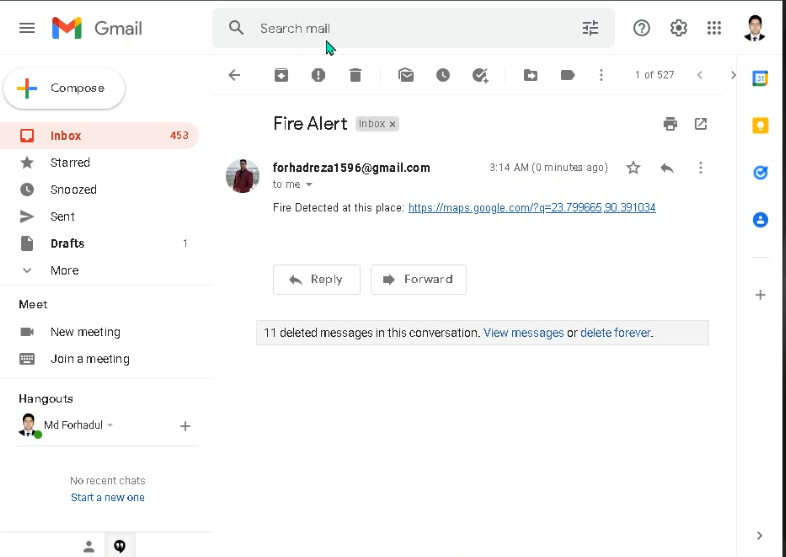 Gmail
Search mail
Compose
1 of 527
31
Inbox 453
Starred
Snoozed
Sent
Drafts 1
More
Fire Alert Inbox x
forhadreza1596@gmail.com 3:14 AM (0 minutes ago)
to me
Fire Detected at this place: https://maps.google.com/?q=23.799665,90.391034
Reply Forward
11 deleted messages in this conversation. View messages or delete forever.
Meet
New meeting
Join a meeting
Hangouts
Md Forhadul
No recent chats
Start a new one